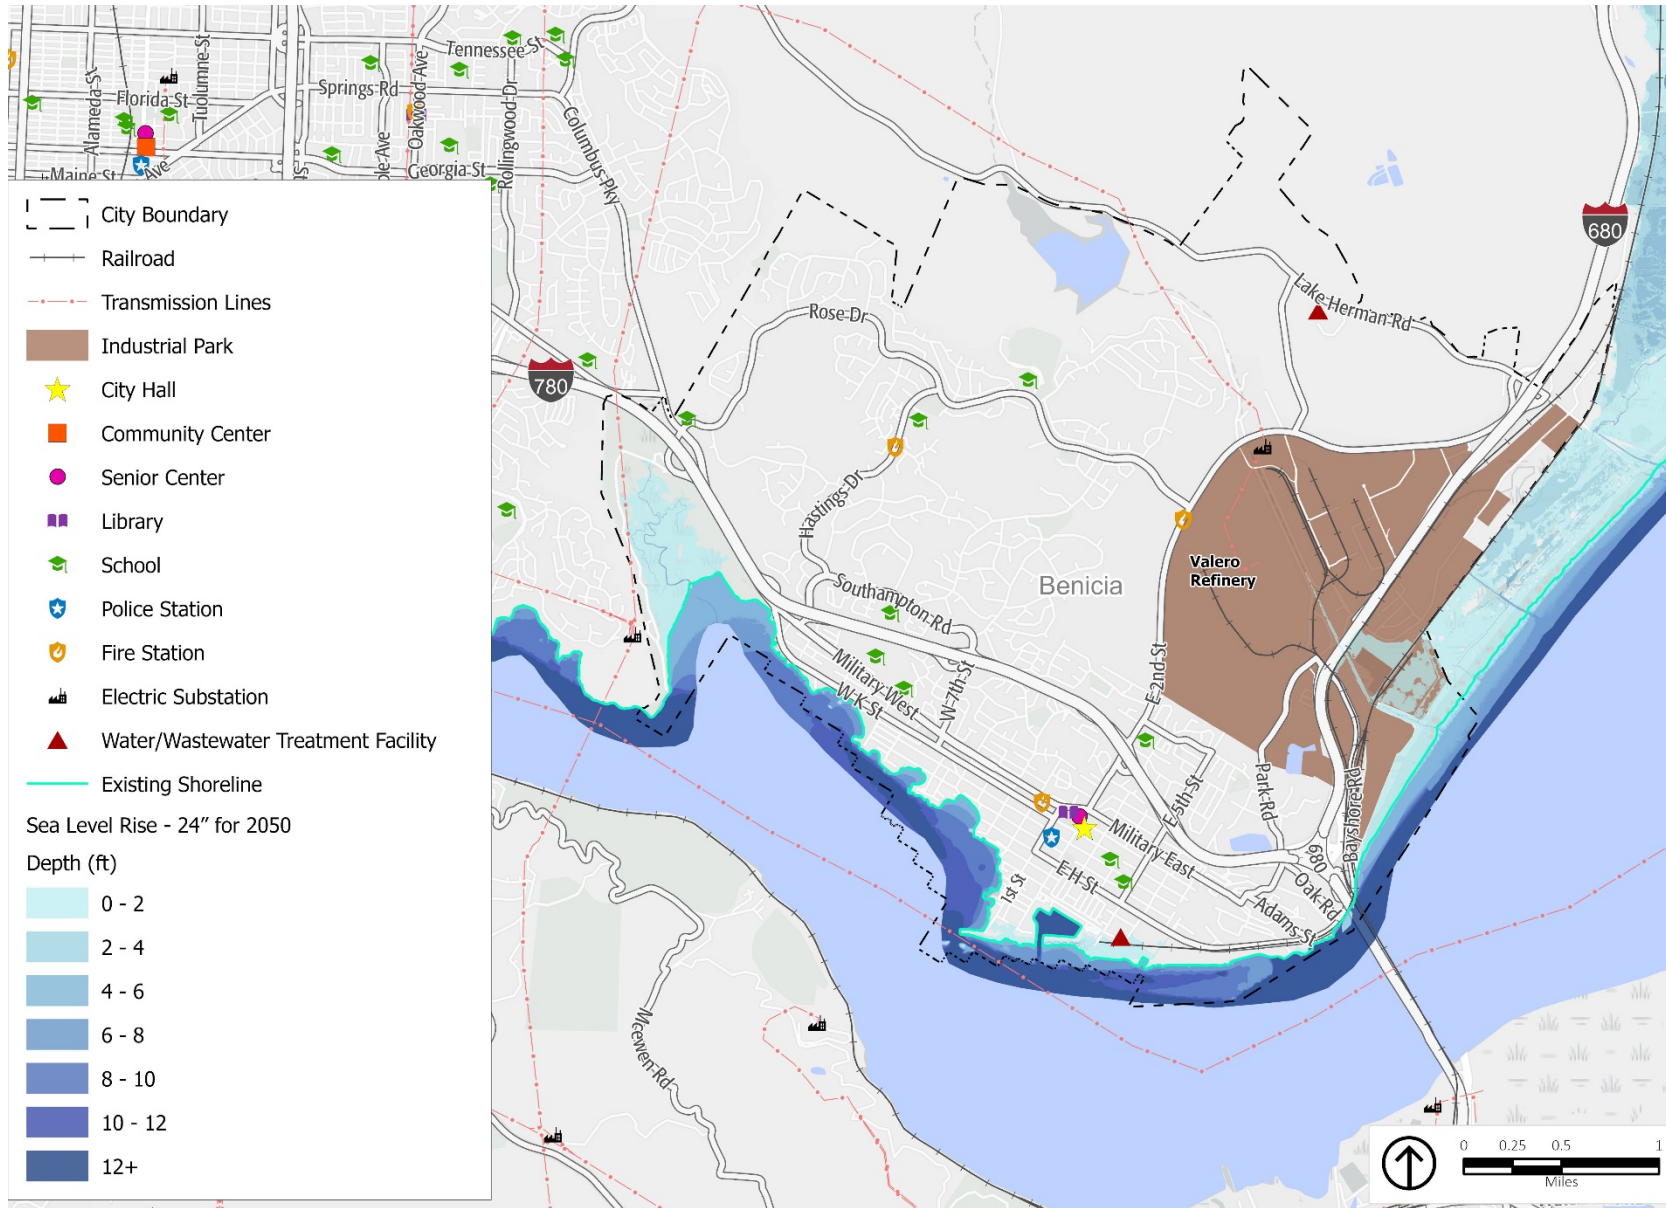 Tennessee St
Springs Rd
Florida St
Alameda St
Tuolumne St
Oakwood Ave
Rollingwood Dr
Columbus Pky
Georgia St
Maine St
Ave
St
City Boundary
Railroad
Transmission Lines
Industrial Park
City Hall
Community Center
Senior Center
Library
School
Police Station
Fire Station
Electric Substation
Water/Wastewater Treatment Facility
Existing Shoreline
Sea Level Rise - 24” for 2050
Depth (ft)
0 - 2
2 - 4
4 - 6
6 - 8
8 - 10
10 - 12
12+
680
Lake Herman Rd
Rose Dr
780
Hastings Dr
Valero
Refinery
Benicia
Southampton Rd
Military West
W K St
W 7th St
E 2nd St
E 5th St
Park Rd
Bayshore Rd
680
Military East
E H St
1st St
Oak Rd
Adams St
Mcewen Rd
0 0.25 0.5 1
Miles